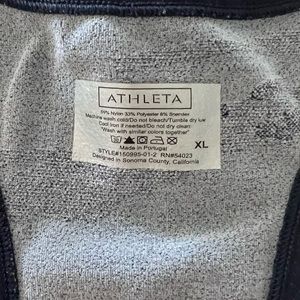 ATHLETA
59% Nylon 33% Polyester 8% Spandex
Machine wash cold/Do not bleach/Tumble dry low
Cool iron if needed/Do not dry clean
"Wash with similar colors together"
XL
Made in Portugal
STYLE#150995-01-2 RN#54023
Designed in Sonoma County, California